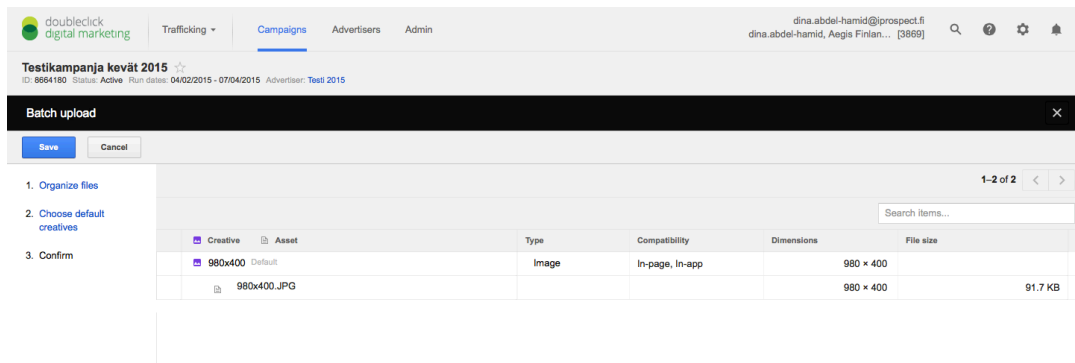 doubleclick
digital marketing
Trafficking
Campaigns
Advertisers
Admin
dina.abdel-hamid@iprospect.fi
dina.abdel-hamid, Aegis Finlan... [3869]
Testikampanja kevät 2015
ID: 8664180 Status: Active Run dates: 04/02/2015 - 07/04/2015 Advertiser: Testi 2015
Batch upload
Save
Cancel
1. Organize files
2. Choose default
creatives
3. Confirm
1–2 of 2
Search items...
Creative Asset Type Compatibility Dimensions File size
980x400 Default Image In-page, In-app 980 × 400
980x400.JPG 980 × 400 91.7 KB